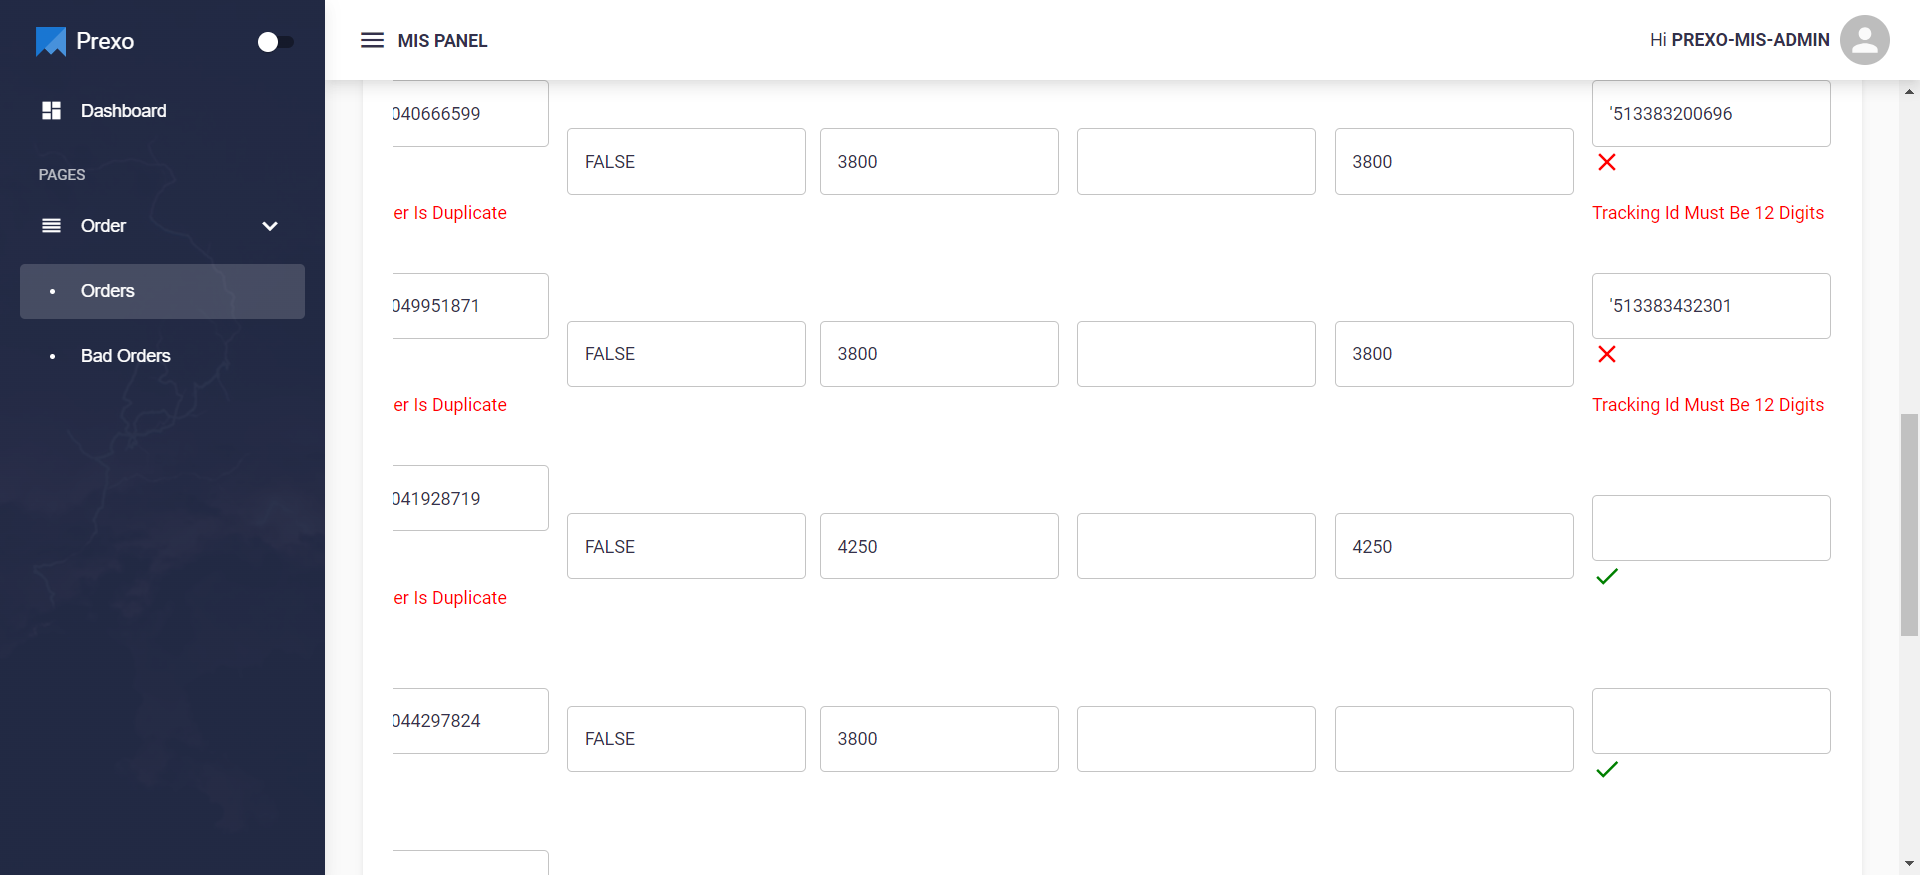 Prexo
MIS PANEL
Hi PREXO-MIS-ADMIN
Dashboard
PAGES
Order
Orders
Bad Orders
040666599
FALSE
3800
3800
'513383200696
er Is Duplicate
Tracking Id Must Be 12 Digits
049951871
FALSE
3800
3800
'513383432301
er Is Duplicate
Tracking Id Must Be 12 Digits
041928719
FALSE
4250
4250
er Is Duplicate
044297824
FALSE
3800